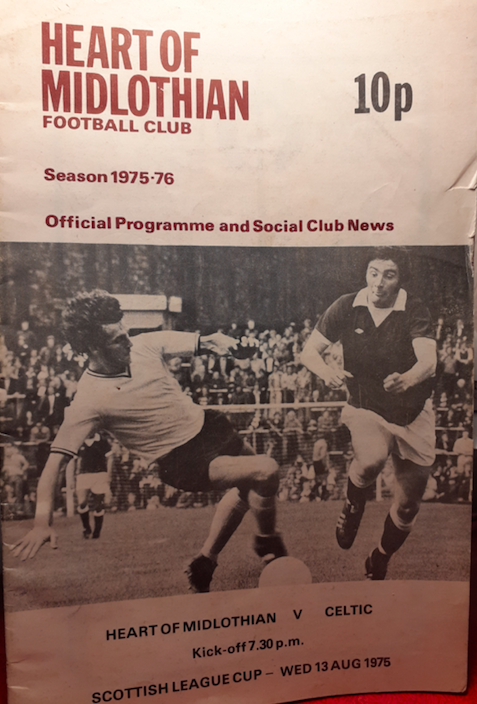 HEART OF
MIDLOTHIAN
FOOTBALL CLUB
10p
Season 1975·76
Official Programme and Social Club News
HEART OF MIDLOTHIAN V CELTIC
Kick-off 7.30 p.m.
SCOTTISH LEAGUE CUP – WED 13 AUG 1975